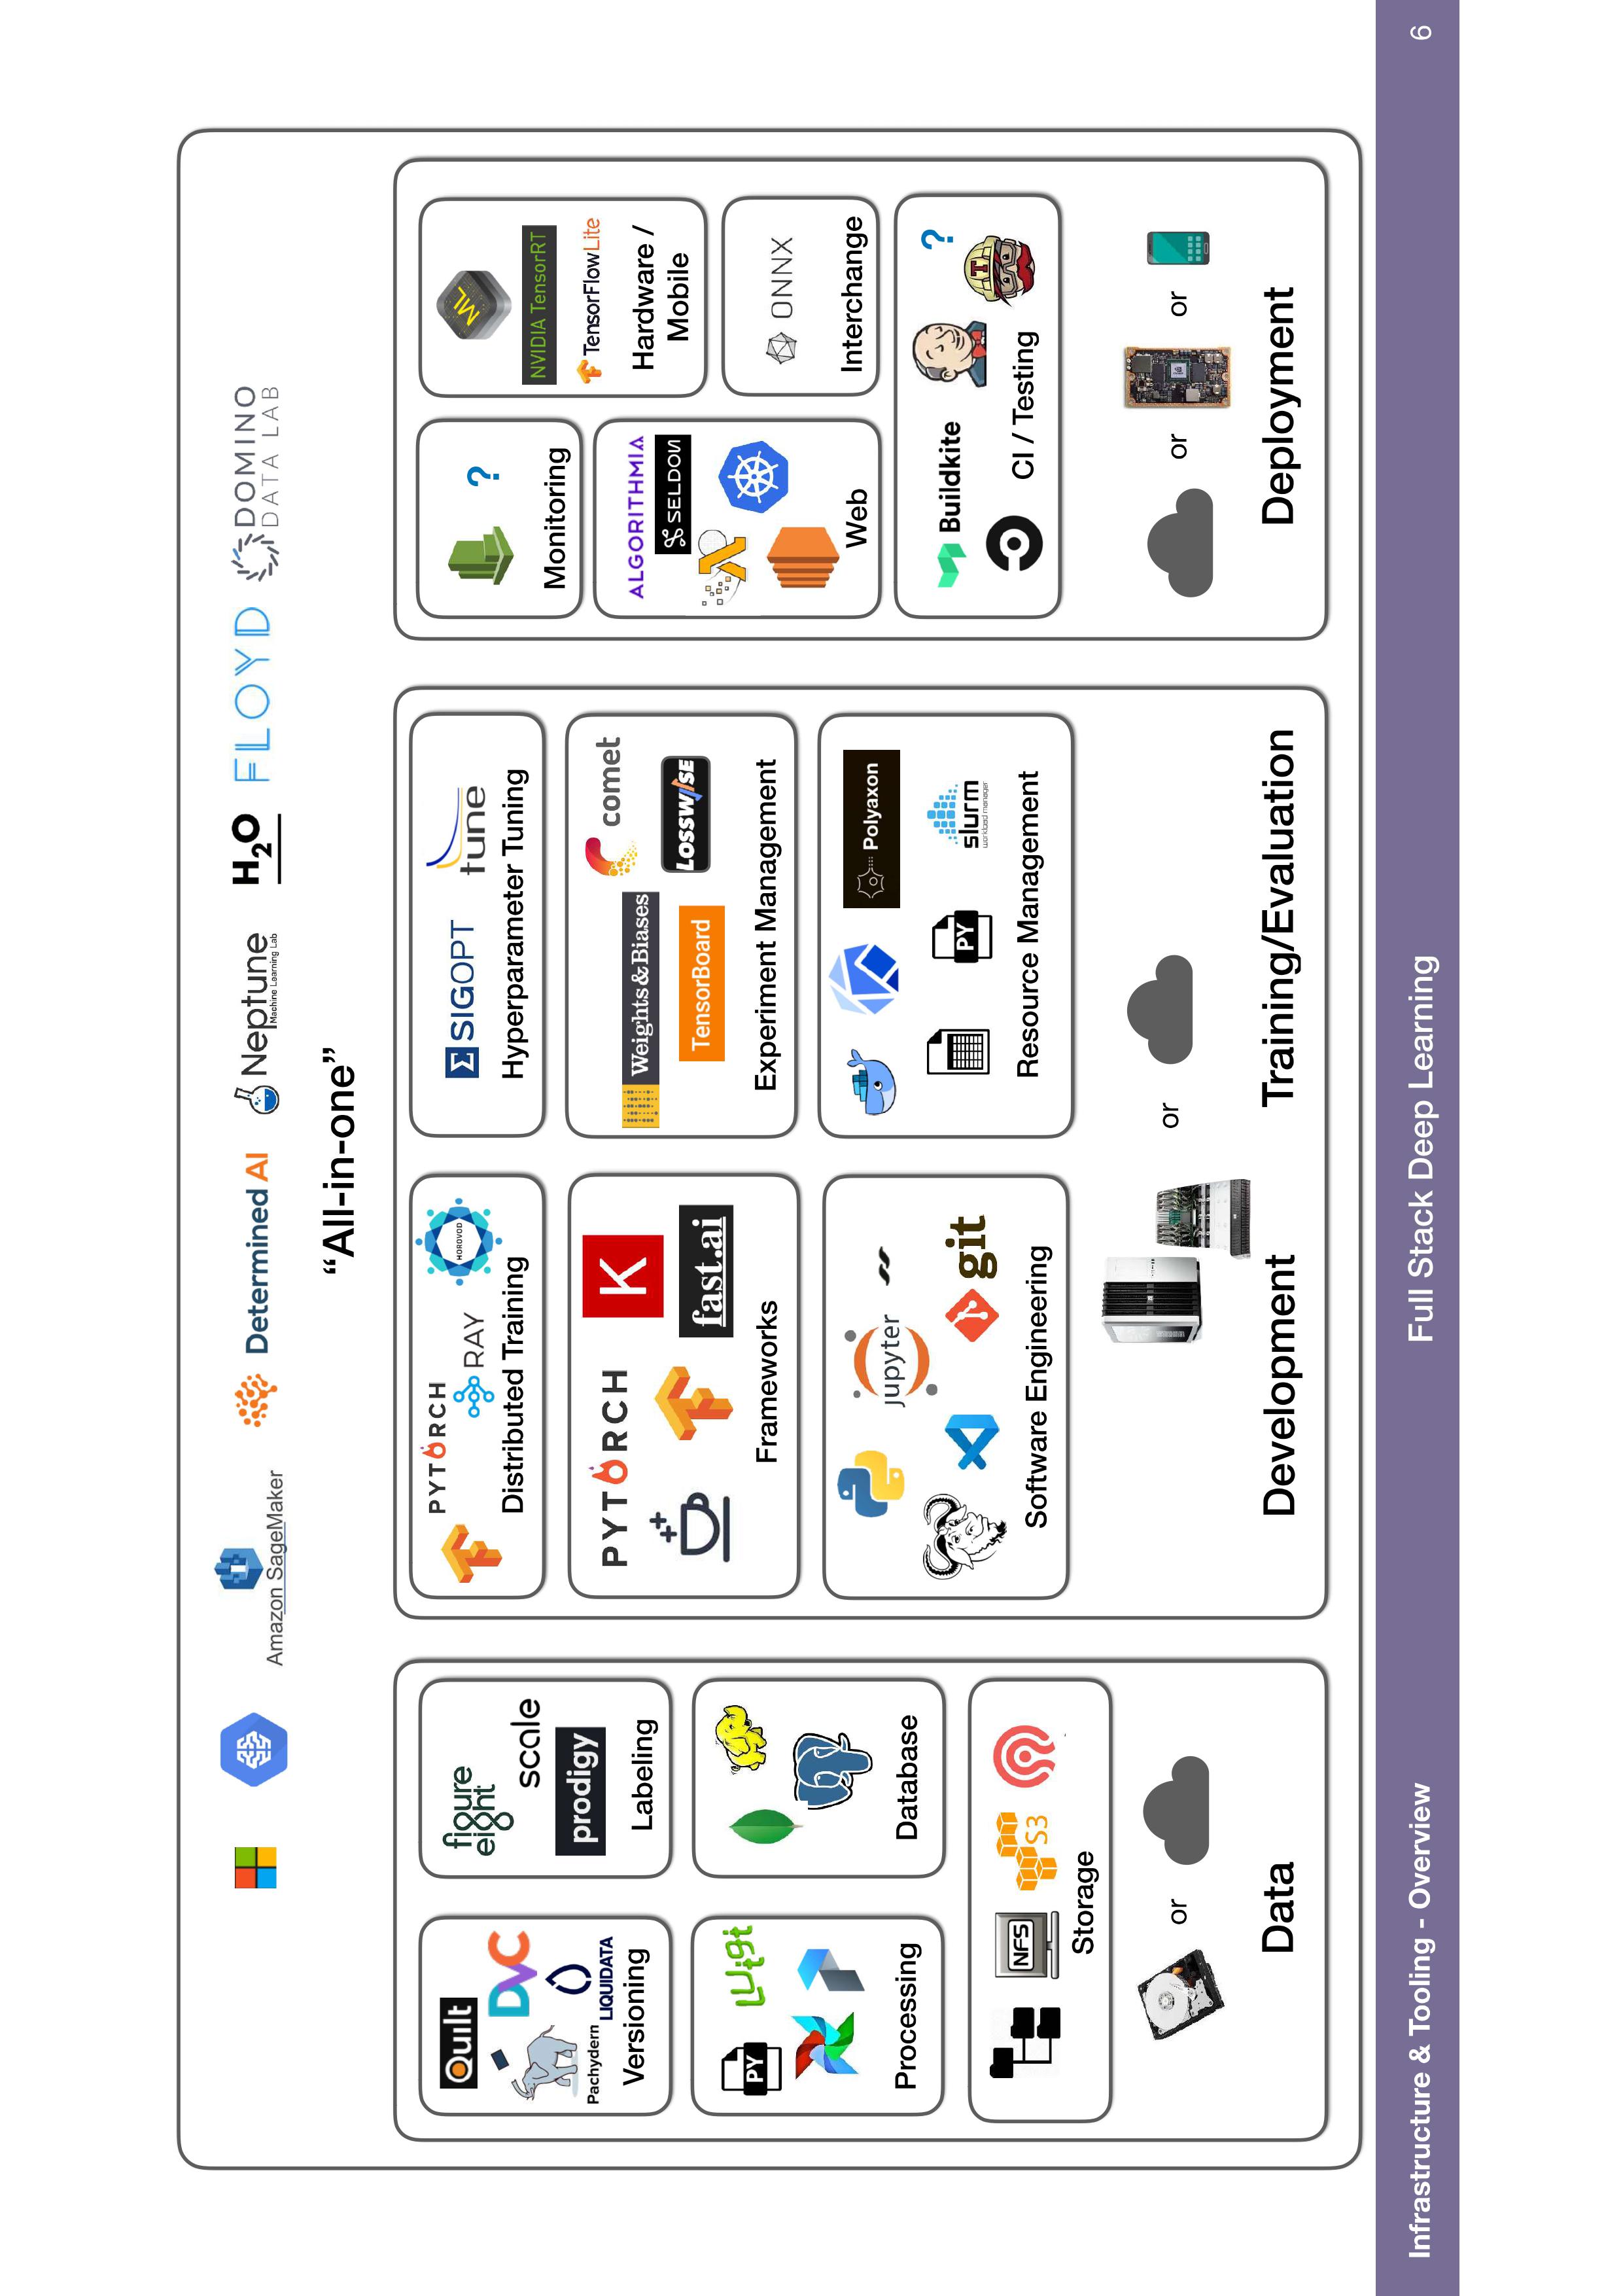 Amazon SageMaker
Determined AI
Neptune
Machine Learning Lab
H2O
FLOYD
DOMINO
DATA LAB
“All-in-one”
Quilt
DVC
Pachydern
LIQUIDATA
Versioning
figure
eight
scale
prodigy
Labeling
PY
Luigi
Processing
Database
NFS
S3
Storage
or
Data
PYTORCH
RAY
HOROVOD
Distributed Training
SIGOPT
tune
Hyperparameter Tuning
PYTORCH
K
fast.ai
Frameworks
comet
Weights & Biases
TensorBoard
LOSSWISE
Experiment Management
jupyter
git
Software Engineering
Polyaxon
PY
slurm
workload manager
Resource Management
or
Development
Training/Evaluation
?
Monitoring
ML
NVIDIA TensorRT
TensorFlow Lite
Hardware /
Mobile
ALGORITHMIA
SELDON
Web
ONNX
Interchange
Buildkite
?
T
CI / Testing
or
or
Deployment
Infrastructure & Tooling - Overview
Full Stack Deep Learning
6